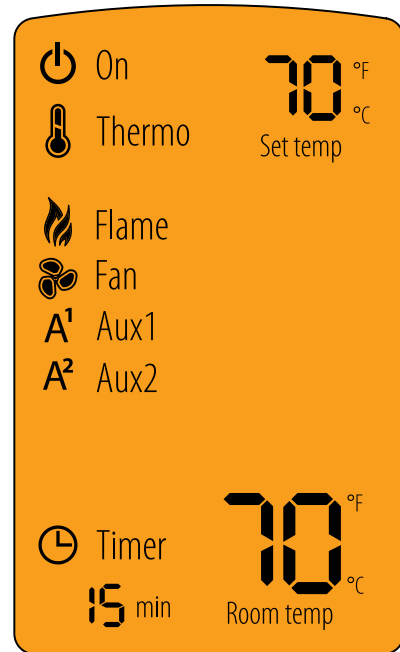 On
70 °F
°C
Thermo
Set temp
Flame
Fan
A¹ Aux1
A² Aux2
Timer
70 °F
°C
15 min
Room temp